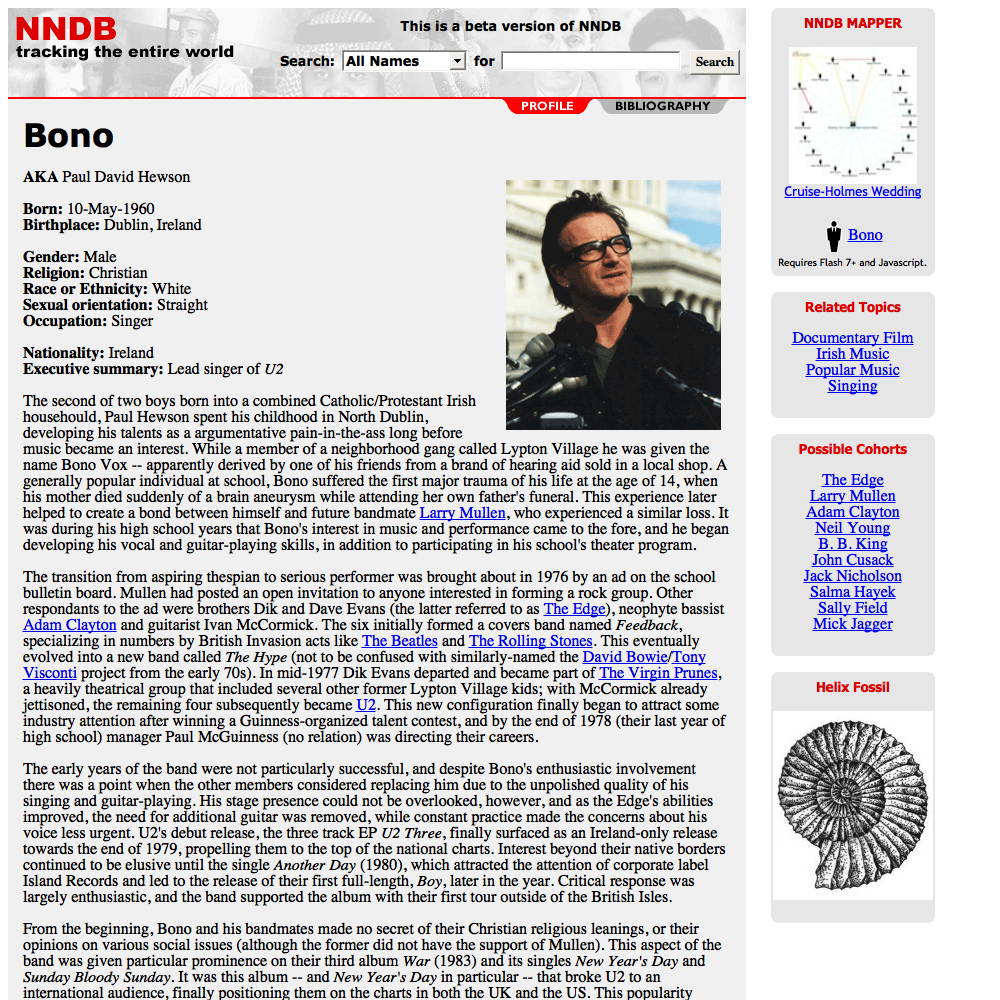 NNDB
tracking the entire world
This is a beta version of NNDB
Search: All Names for Search
PROFILE BIBLIOGRAPHY
Bono
AKA Paul David Hewson
Born: 10-May-1960
Birthplace: Dublin, Ireland
Gender: Male
Religion: Christian
Race or Ethnicity: White
Sexual orientation: Straight
Occupation: Singer
Nationality: Ireland
Executive summary: Lead singer of U2
The second of two boys born into a combined Catholic/Protestant Irish
househould, Paul Hewson spent his childhood in North Dublin,
developing his talents as a argumentative pain-in-the-ass long before
music became an interest. While a member of a neighborhood gang called Lypton Village he was given the
name Bono Vox -- apparently derived by one of his friends from a brand of hearing aid sold in a local shop. A
generally popular individual at school, Bono suffered the first major trauma of his life at the age of 14, when
his mother died suddenly of a brain aneurysm while attending her own father's funeral. This experience later
helped to create a bond between himself and future bandmate Larry Mullen, who experienced a similar loss. It
was during his high school years that Bono's interest in music and performance came to the fore, and he began
developing his vocal and guitar-playing skills, in addition to participating in his school's theater program.
The transition from aspiring thespian to serious performer was brought about in 1976 by an ad on the school
bulletin board. Mullen had posted an open invitation to anyone interested in forming a rock group. Other
respondants to the ad were brothers Dik and Dave Evans (the latter referred to as The Edge), neophyte bassist
Adam Clayton and guitarist Ivan McCormick. The six initially formed a covers band named Feedback,
specializing in numbers by British Invasion acts like The Beatles and The Rolling Stones. This eventually
evolved into a new band called The Hype (not to be confused with similarly-named the David Bowie/Tony
Visconti project from the early 70s). In mid-1977 Dik Evans departed and became part of The Virgin Prunes,
a heavily theatrical group that included several other former Lypton Village kids; with McCormick already
jettisoned, the remaining four subsequently became U2. This new configuration finally began to attract some
industry attention after winning a Guinness-organized talent contest, and by the end of 1978 (their last year of
high school) manager Paul McGuinness (no relation) was directing their careers.
The early years of the band were not particularly successful, and despite Bono's enthusiastic involvement
there was a point when the other members considered replacing him due to the unpolished quality of his
singing and guitar-playing. His stage presence could not be overlooked, however, and as the Edge's abilities
improved, the need for additional guitar was removed, while constant practice made the concerns about his
voice less urgent. U2's debut release, the three track EP U2 Three, finally surfaced as an Ireland-only release
towards the end of 1979, propelling them to the top of the national charts. Interest beyond their native borders
continued to be elusive until the single Another Day (1980), which attracted the attention of corporate label
Island Records and led to the release of their first full-length, Boy, later in the year. Critical response was
largely enthusiastic, and the band supported the album with their first tour outside of the British Isles.
From the beginning, Bono and his bandmates made no secret of their Christian religious leanings, or their
opinions on various social issues (although the former did not have the support of Mullen). This aspect of the
band was given particular prominence on their third album War (1983) and its singles New Year's Day and
Sunday Bloody Sunday. It was this album -- and New Year's Day in particular -- that broke U2 to an
international audience, finally positioning them on the charts in both the UK and the US. This popularity
NNDB MAPPER
Cruise-Holmes Wedding
Bono
Requires Flash 7+ and Javascript.
Related Topics
Documentary Film
Irish Music
Popular Music
Singing
Possible Cohorts
The Edge
Larry Mullen
Adam Clayton
Neil Young
B. B. King
John Cusack
Jack Nicholson
Salma Hayek
Sally Field
Mick Jagger
Helix Fossil